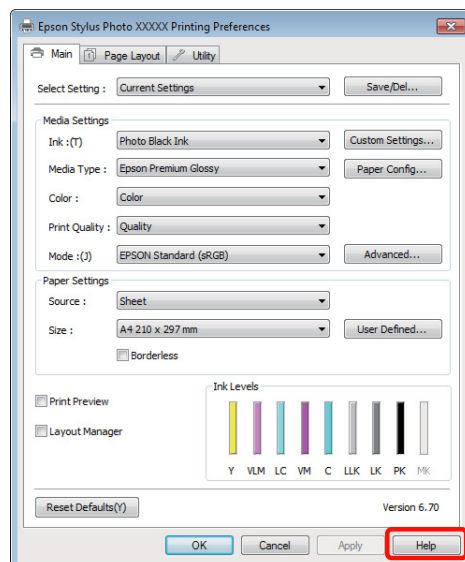 Epson Stylus Photo XXXXX Printing Preferences
Main Page Layout Utility
Select Setting : Current Settings Save/Del...
Media Settings
Ink :(T) Photo Black Ink Custom Settings...
Media Type : Epson Premium Glossy Paper Config...
Color : Color
Print Quality : Quality
Mode :(J) EPSON Standard (sRGB) Advanced...
Paper Settings
Source : Sheet
Size : A4 210 x 297 mm User Defined...
Borderless
Ink Levels
Print Preview
Layout Manager
Y VLM LC VM C LLK LK PK MK
Reset Defaults(Y) Version 6.70
OK Cancel Apply Help